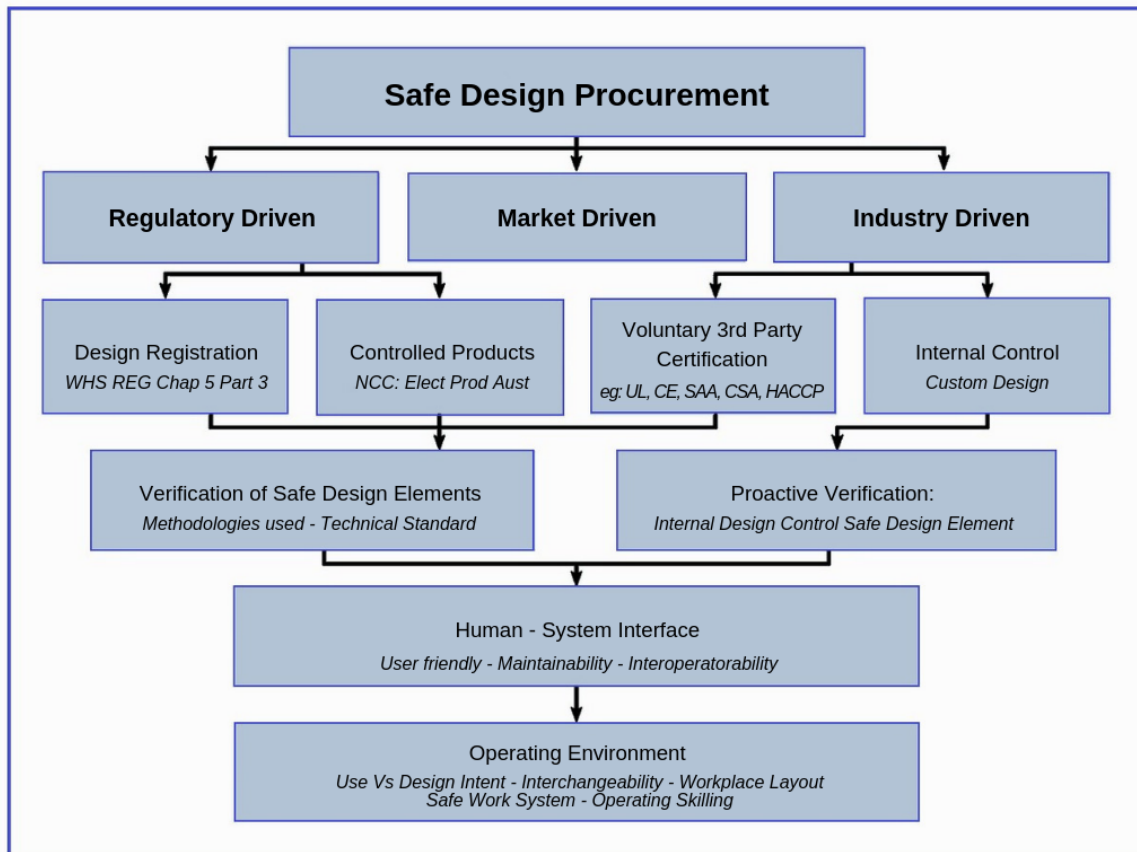 Safe Design Procurement
Regulatory Driven
Market Driven
Industry Driven
Design Registration
WHS REG Chap 5 Part 3
Controlled Products
NCC: Elect Prod Aust
Voluntary 3rd Party
Certification
eg: UL, CE, SAA, CSA, HACCP
Internal Control
Custom Design
Verification of Safe Design Elements
Methodologies used - Technical Standard
Proactive Verification:
Internal Design Control Safe Design Element
Human - System Interface
User friendly - Maintainability - Interoperatorability
Operating Environment
Use Vs Design Intent - Interchangeability - Workplace Layout
Safe Work System - Operating Skilling